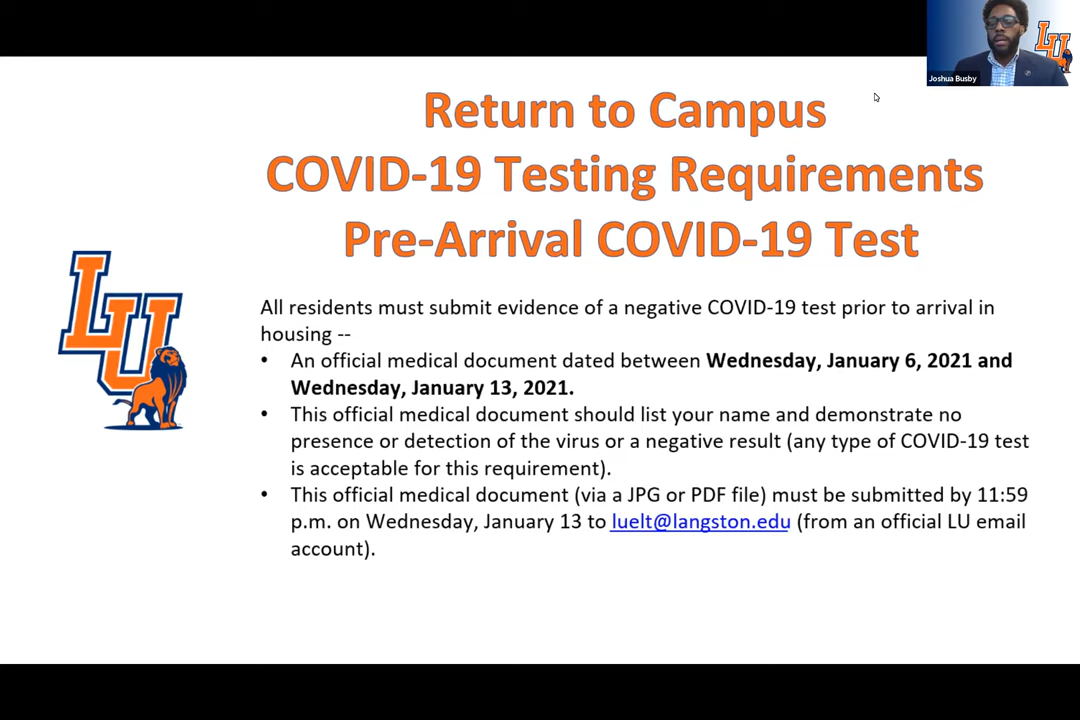 LU
Joshua Busby
Return to Campus
COVID-19 Testing Requirements
Pre-Arrival COVID-19 Test
LU
All residents must submit evidence of a negative COVID-19 test prior to arrival in
housing --
• An official medical document dated between Wednesday, January 6, 2021 and
Wednesday, January 13, 2021.
• This official medical document should list your name and demonstrate no
presence or detection of the virus or a negative result (any type of COVID-19 test
is acceptable for this requirement).
• This official medical document (via a JPG or PDF file) must be submitted by 11:59
p.m. on Wednesday, January 13 to luelt@langston.edu (from an official LU email
account).